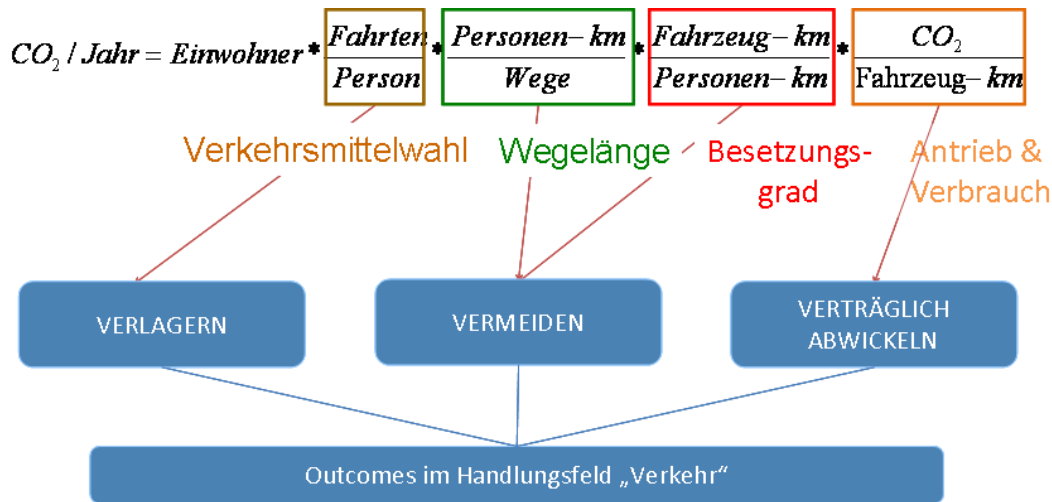 CO₂ / Jahr = Einwohner * Fahrten/Person * Personen–km/Wege * Fahrzeug–km/Personen–km * CO₂/Fahrzeug–km
Verkehrsmittelwahl
Wegelänge
Besetzungs-
grad
Antrieb &
Verbrauch
VERLAGERN
VERMEIDEN
VERTRÄGLICH
ABWICKELN
Outcomes im Handlungsfeld „Verkehr“